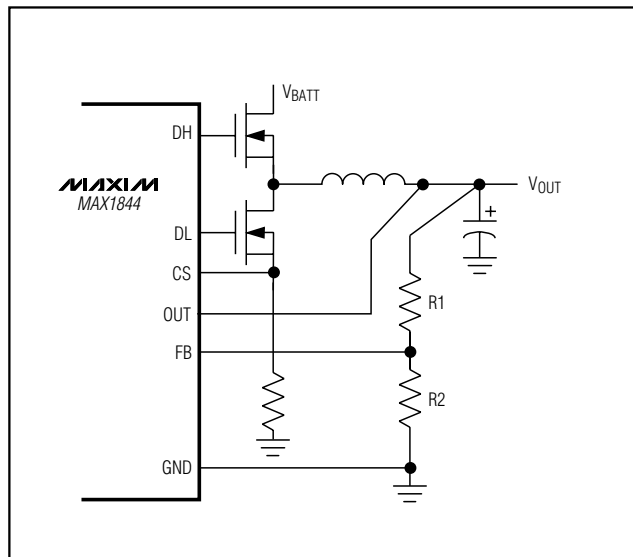 V_BATT
DH
MAXIM
MAX1844
V_OUT
+
DL
CS
OUT
R1
FB
R2
GND